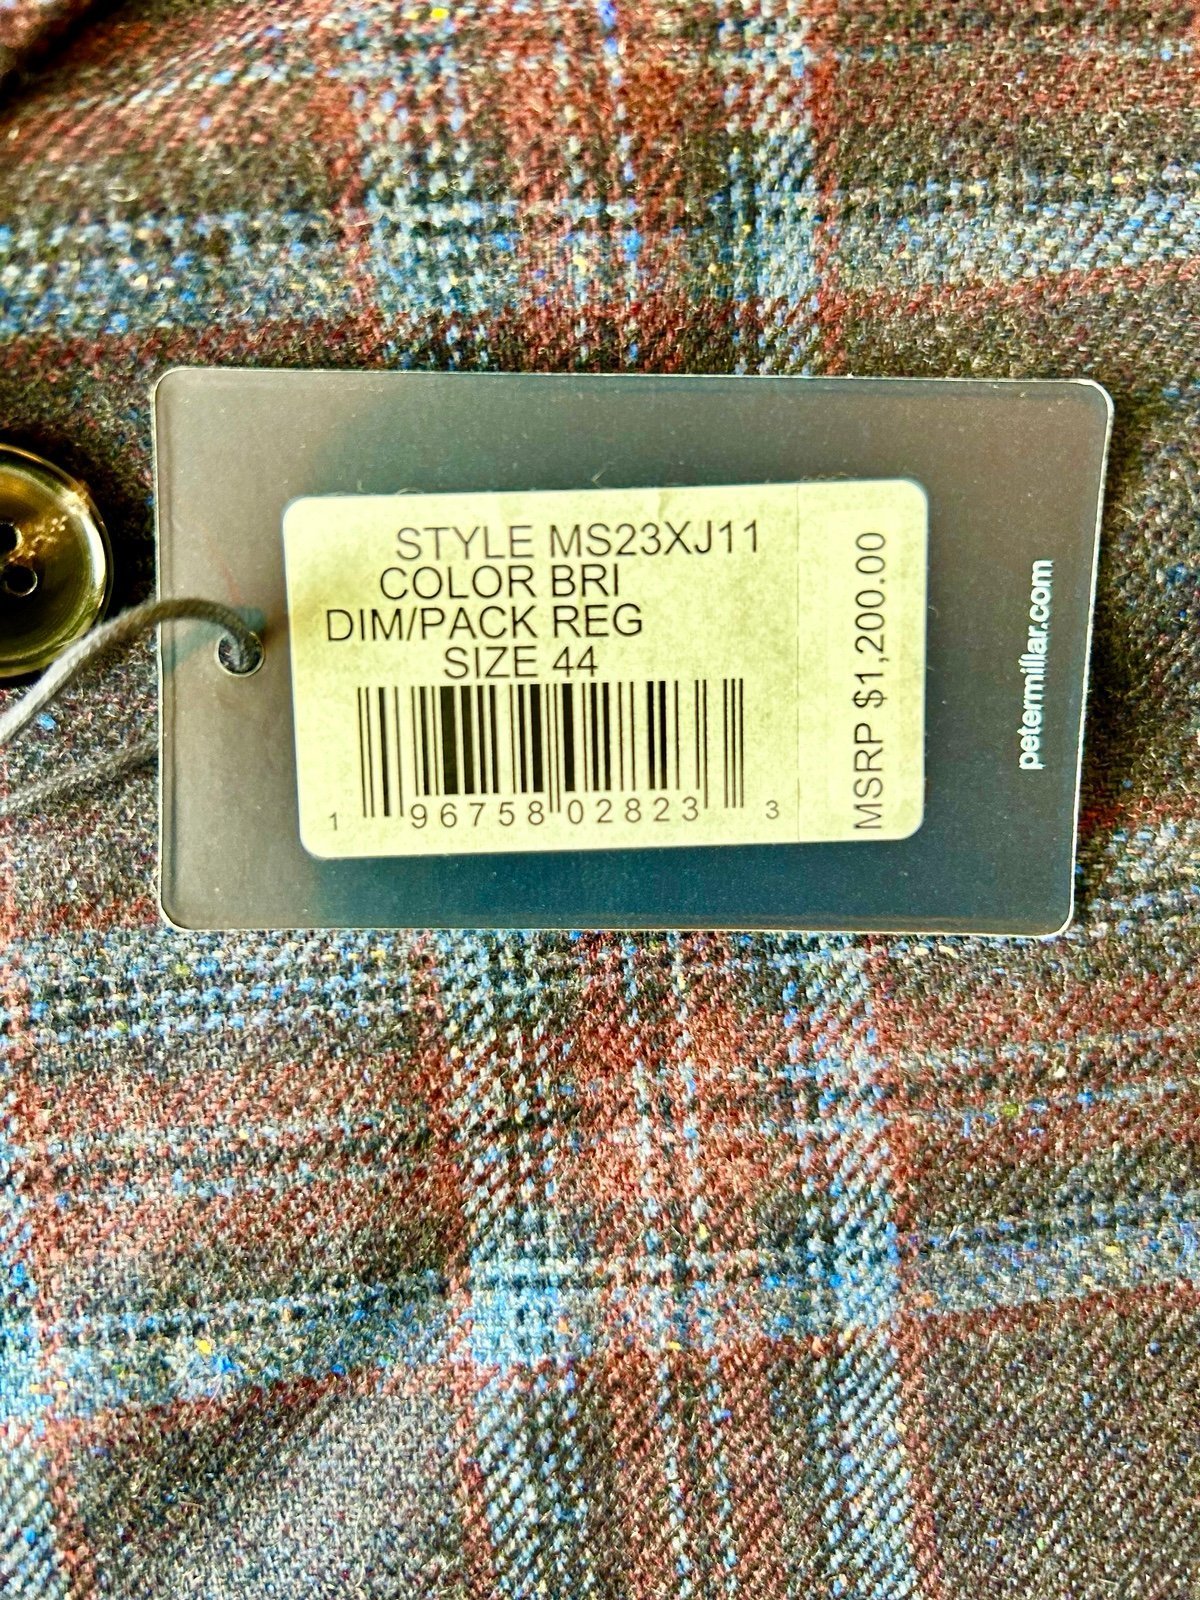 STYLE MS23XJ11
COLOR BRI
DIM/PACK REG
SIZE 44
1 96758 02823 3
MSRP $1,200.00
petermillar.com